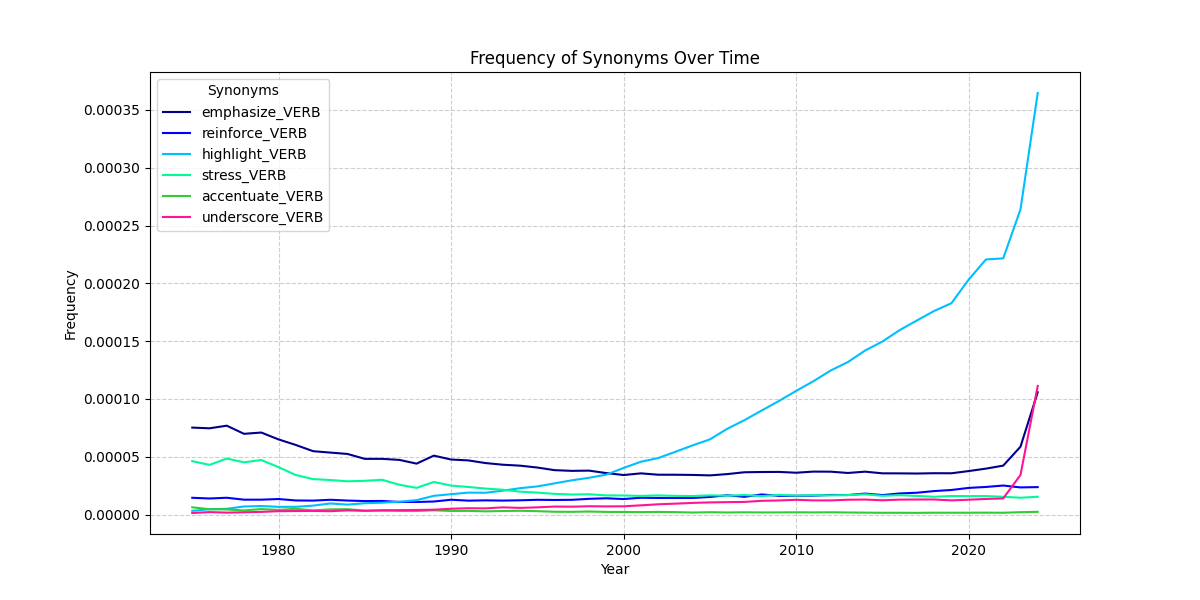 Frequency of Synonyms Over Time
Synonyms
emphasize_VERB
reinforce_VERB
highlight_VERB
stress_VERB
accentuate_VERB
underscore_VERB
Frequency
0.00035
0.00030
0.00025
0.00020
0.00015
0.00010
0.00005
0.00000
1980 1990 2000 2010 2020
Year